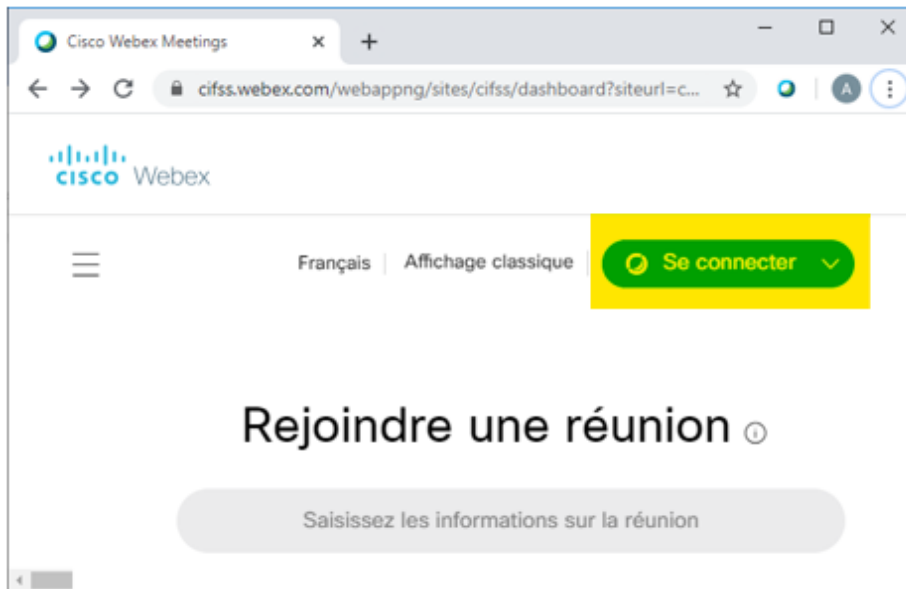 Cisco Webex Meetings
cifss.webex.com/webappng/sites/cifss/dashboard?siteurl=c...
A
CISCO Webex
Français Affichage classique Se connecter
Rejoindre une réunion
Saisissez les informations sur la réunion